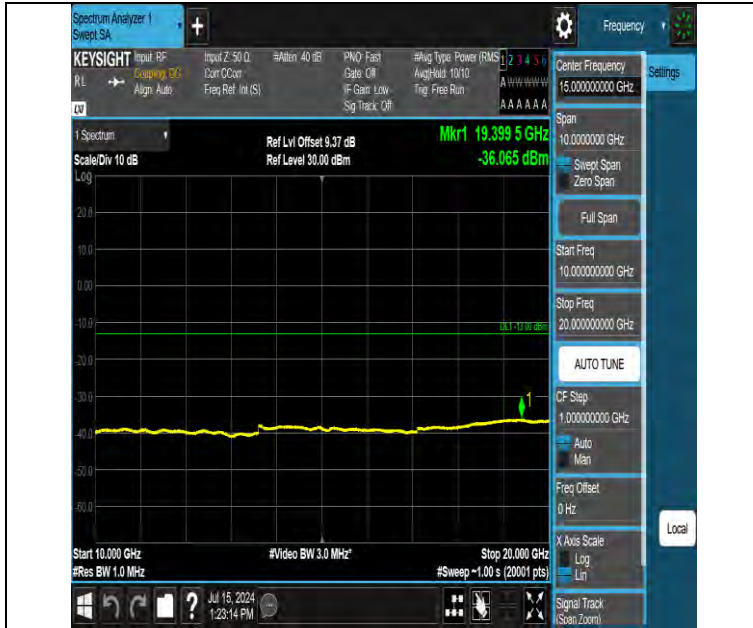 Spectrum Analyzer 1
Swept SA
+
Frequency
KEYSIGHT
RL
LXI
Input: RF
Coupling: DC
Align: Auto
Input Z: 50 Ω
Corr CCorr
Freq Ref: Int (S)
#Atten: 40 dB
PNO: Fast
Gate: Off
IF Gain: Low
Sig Track: Off
#Avg Type: Power (RMS
Avg|Hold: 10/10
Trig: Free Run
1 2 3 4 5 6
A W W W W W
A A A A A A
Settings
1 Spectrum
Scale/Div 10 dB
Log
Ref Lvl Offset 9.37 dB
Ref Level 30.00 dBm
Mkr1 19.399 5 GHz
-36.065 dBm
20.0
10.0
0.00
-10.0
-20.0
-30.0
-40.0
-50.0
-60.0
DL1 -13.00 dBm
1
Start 10.000 GHz
#Res BW 1.0 MHz
#Video BW 3.0 MHz*
Stop 20.000 GHz
#Sweep ~1.00 s (20001 pts)
?
Jul 15, 2024
1:23:14 PM
Center Frequency
15.00000000 GHz
Span
10.0000000 GHz
Swept Span
Zero Span
Full Span
Start Freq
10.000000000 GHz
Stop Freq
20.000000000 GHz
AUTO TUNE
CF Step
1.000000000 GHz
Auto
Man
Freq Offset
0 Hz
X Axis Scale
Log
Lin
Signal Track
(Span Zoom)
Local